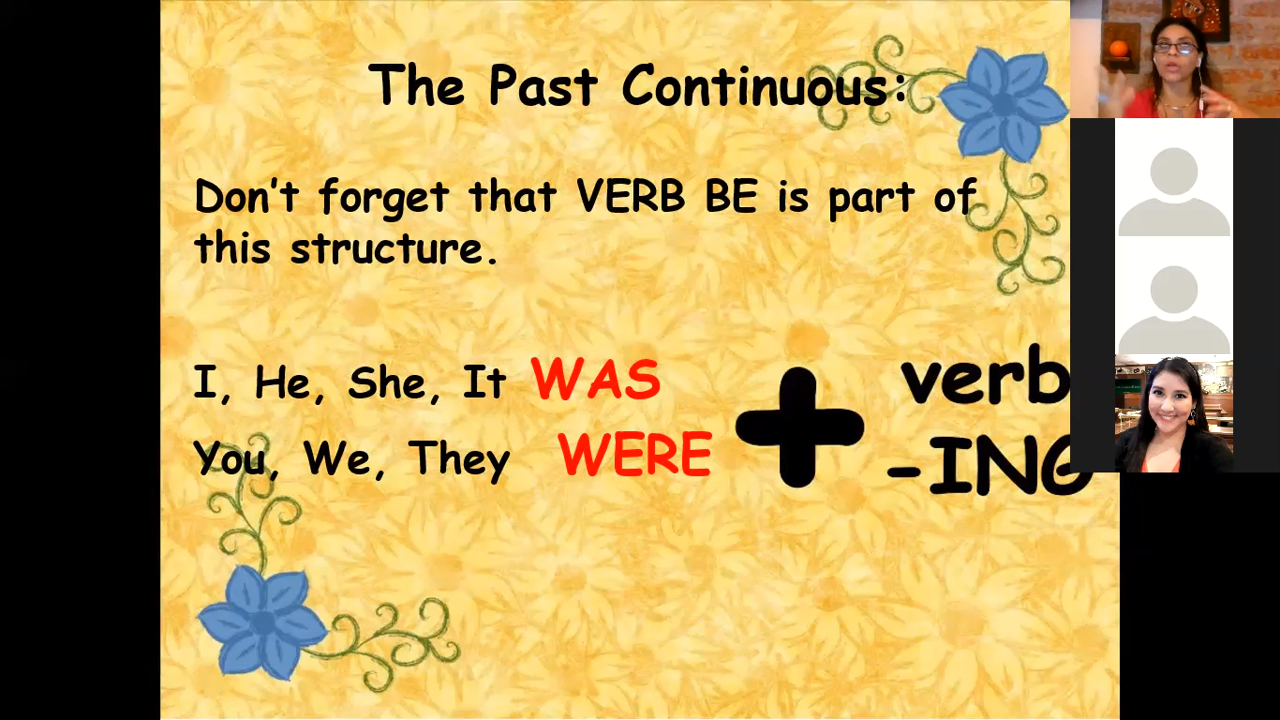 The Past Continuous:
Don't forget that VERB BE is part of
this structure.
I, He, She, It WAS
You, We, They WERE
+
verb
-ING